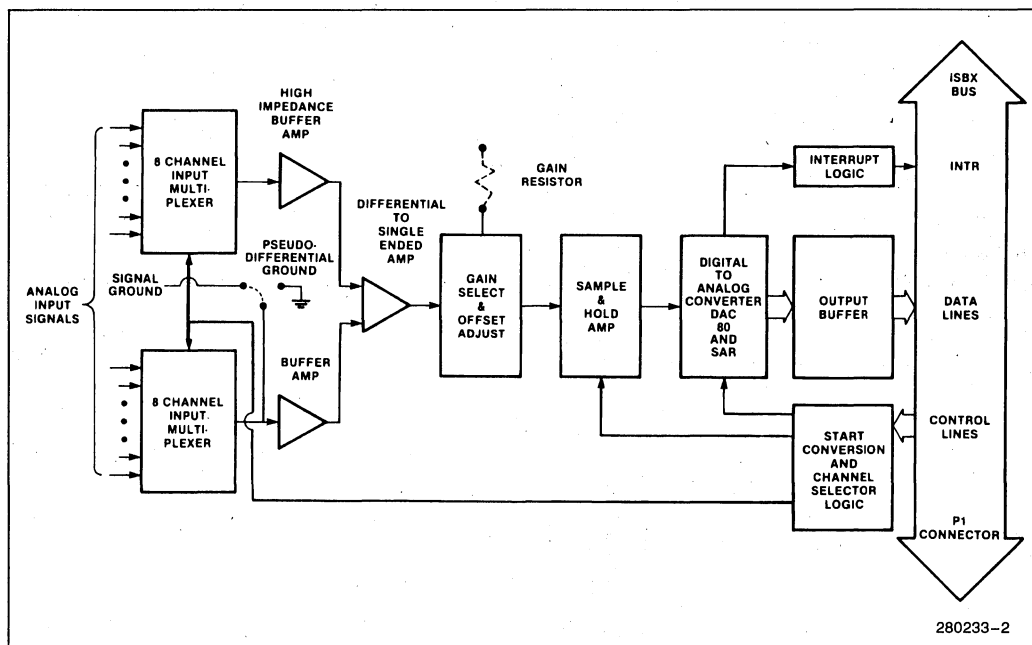 HIGH
IMPEDANCE
BUFFER
AMP
8 CHANNEL
INPUT
MULTI-
PLEXER
ANALOG
INPUT
SIGNALS
SIGNAL
GROUND
PSEUDO-
DIFFERENTIAL
GROUND
8 CHANNEL
INPUT
MULTI-
PLEXER
BUFFER
AMP
DIFFERENTIAL
TO
SINGLE
ENDED
AMP
GAIN
RESISTOR
GAIN
SELECT
&
OFFSET
ADJUST
SAMPLE
&
HOLD
AMP
DIGITAL
TO
ANALOG
CONVERTER
DAC
80
AND
SAR
INTERRUPT
LOGIC
OUTPUT
BUFFER
START
CONVERSION
AND
CHANNEL
SELECTOR
LOGIC
iSBX
BUS
INTR
DATA
LINES
CONTROL
LINES
P1
CONNECTOR
280233-2